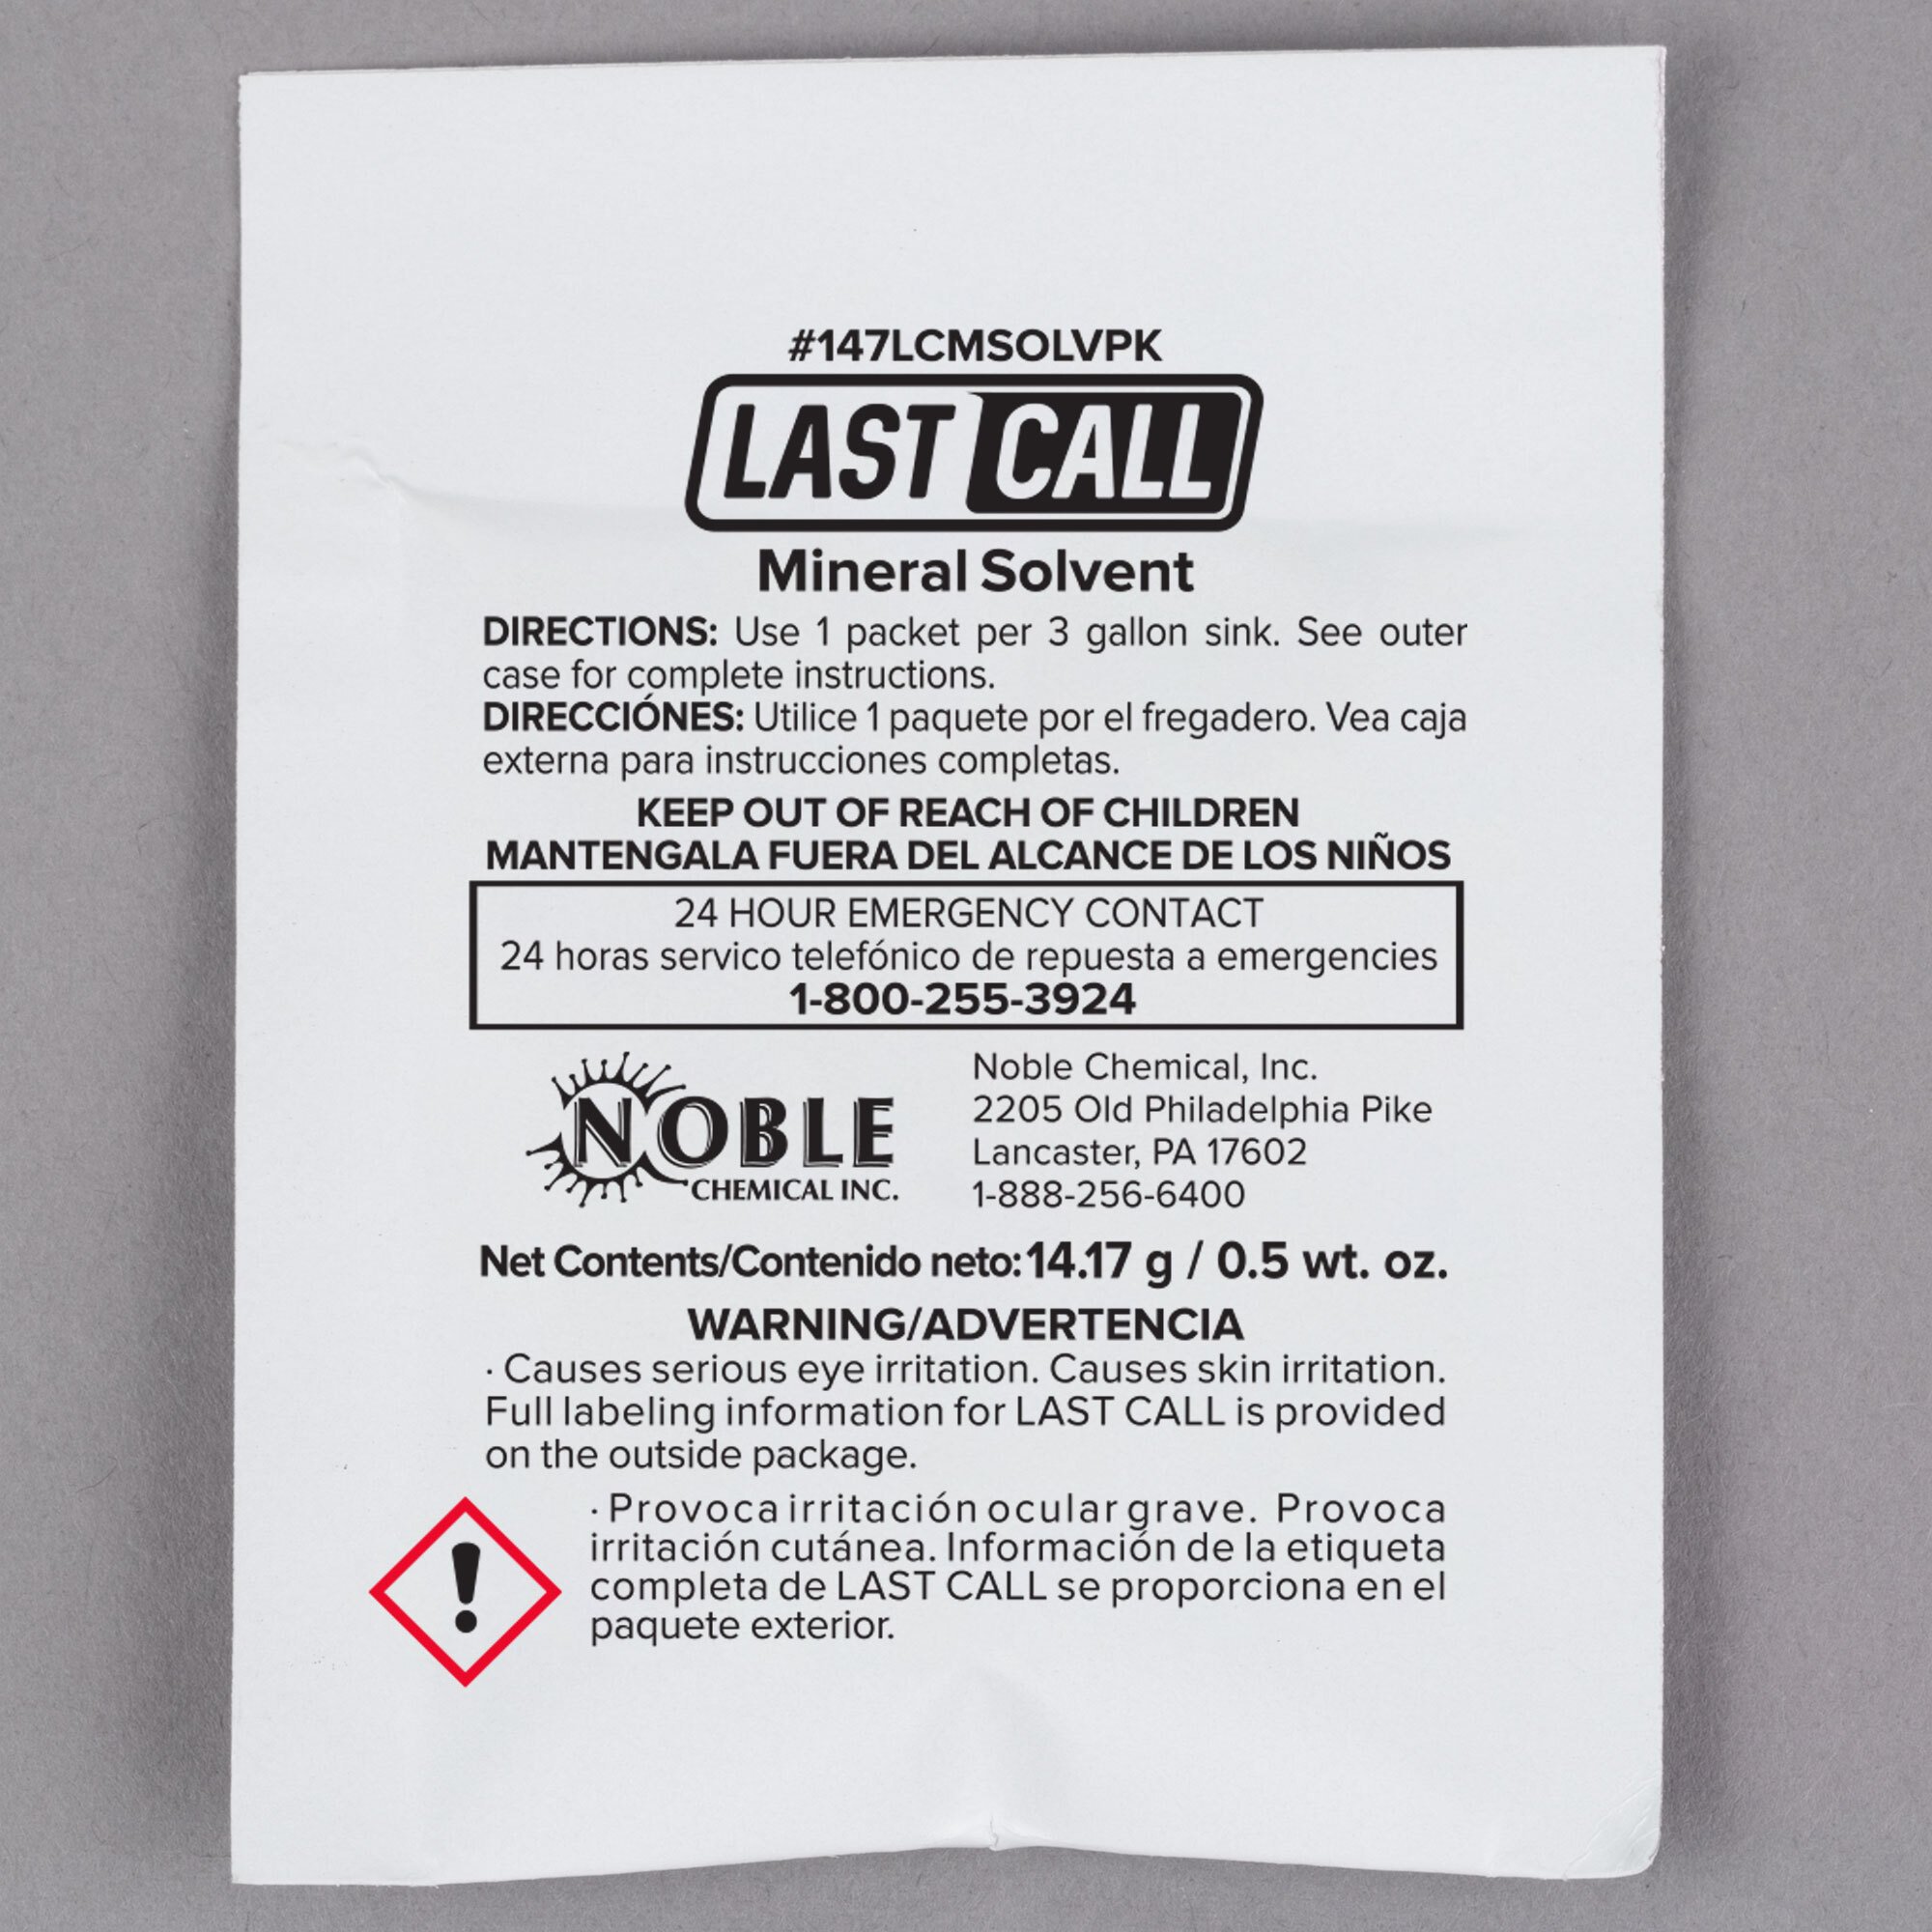 #147LCMSOLVPK
LAST CALL
Mineral Solvent
DIRECTIONS: Use 1 packet per 3 gallon sink. See outer
case for complete instructions.
DIRECCIÓNES: Utilice 1 paquete por el fregadero. Vea caja
externa para instrucciones completas.
KEEP OUT OF REACH OF CHILDREN
MANTENGALA FUERA DEL ALCANCE DE LOS NIÑOS
24 HOUR EMERGENCY CONTACT
24 horas servico telefónico de repuesta a emergencies
1-800-255-3924
NOBLE
CHEMICAL INC.
Noble Chemical, Inc.
2205 Old Philadelphia Pike
Lancaster, PA 17602
1-888-256-6400
Net Contents/Contenido neto: 14.17 g / 0.5 wt. oz.
WARNING/ADVERTENCIA
· Causes serious eye irritation. Causes skin irritation.
Full labeling information for LAST CALL is provided
on the outside package.
· Provoca irritación ocular grave. Provoca
irritación cutánea. Información de la etiqueta
completa de LAST CALL se proporciona en el
paquete exterior.